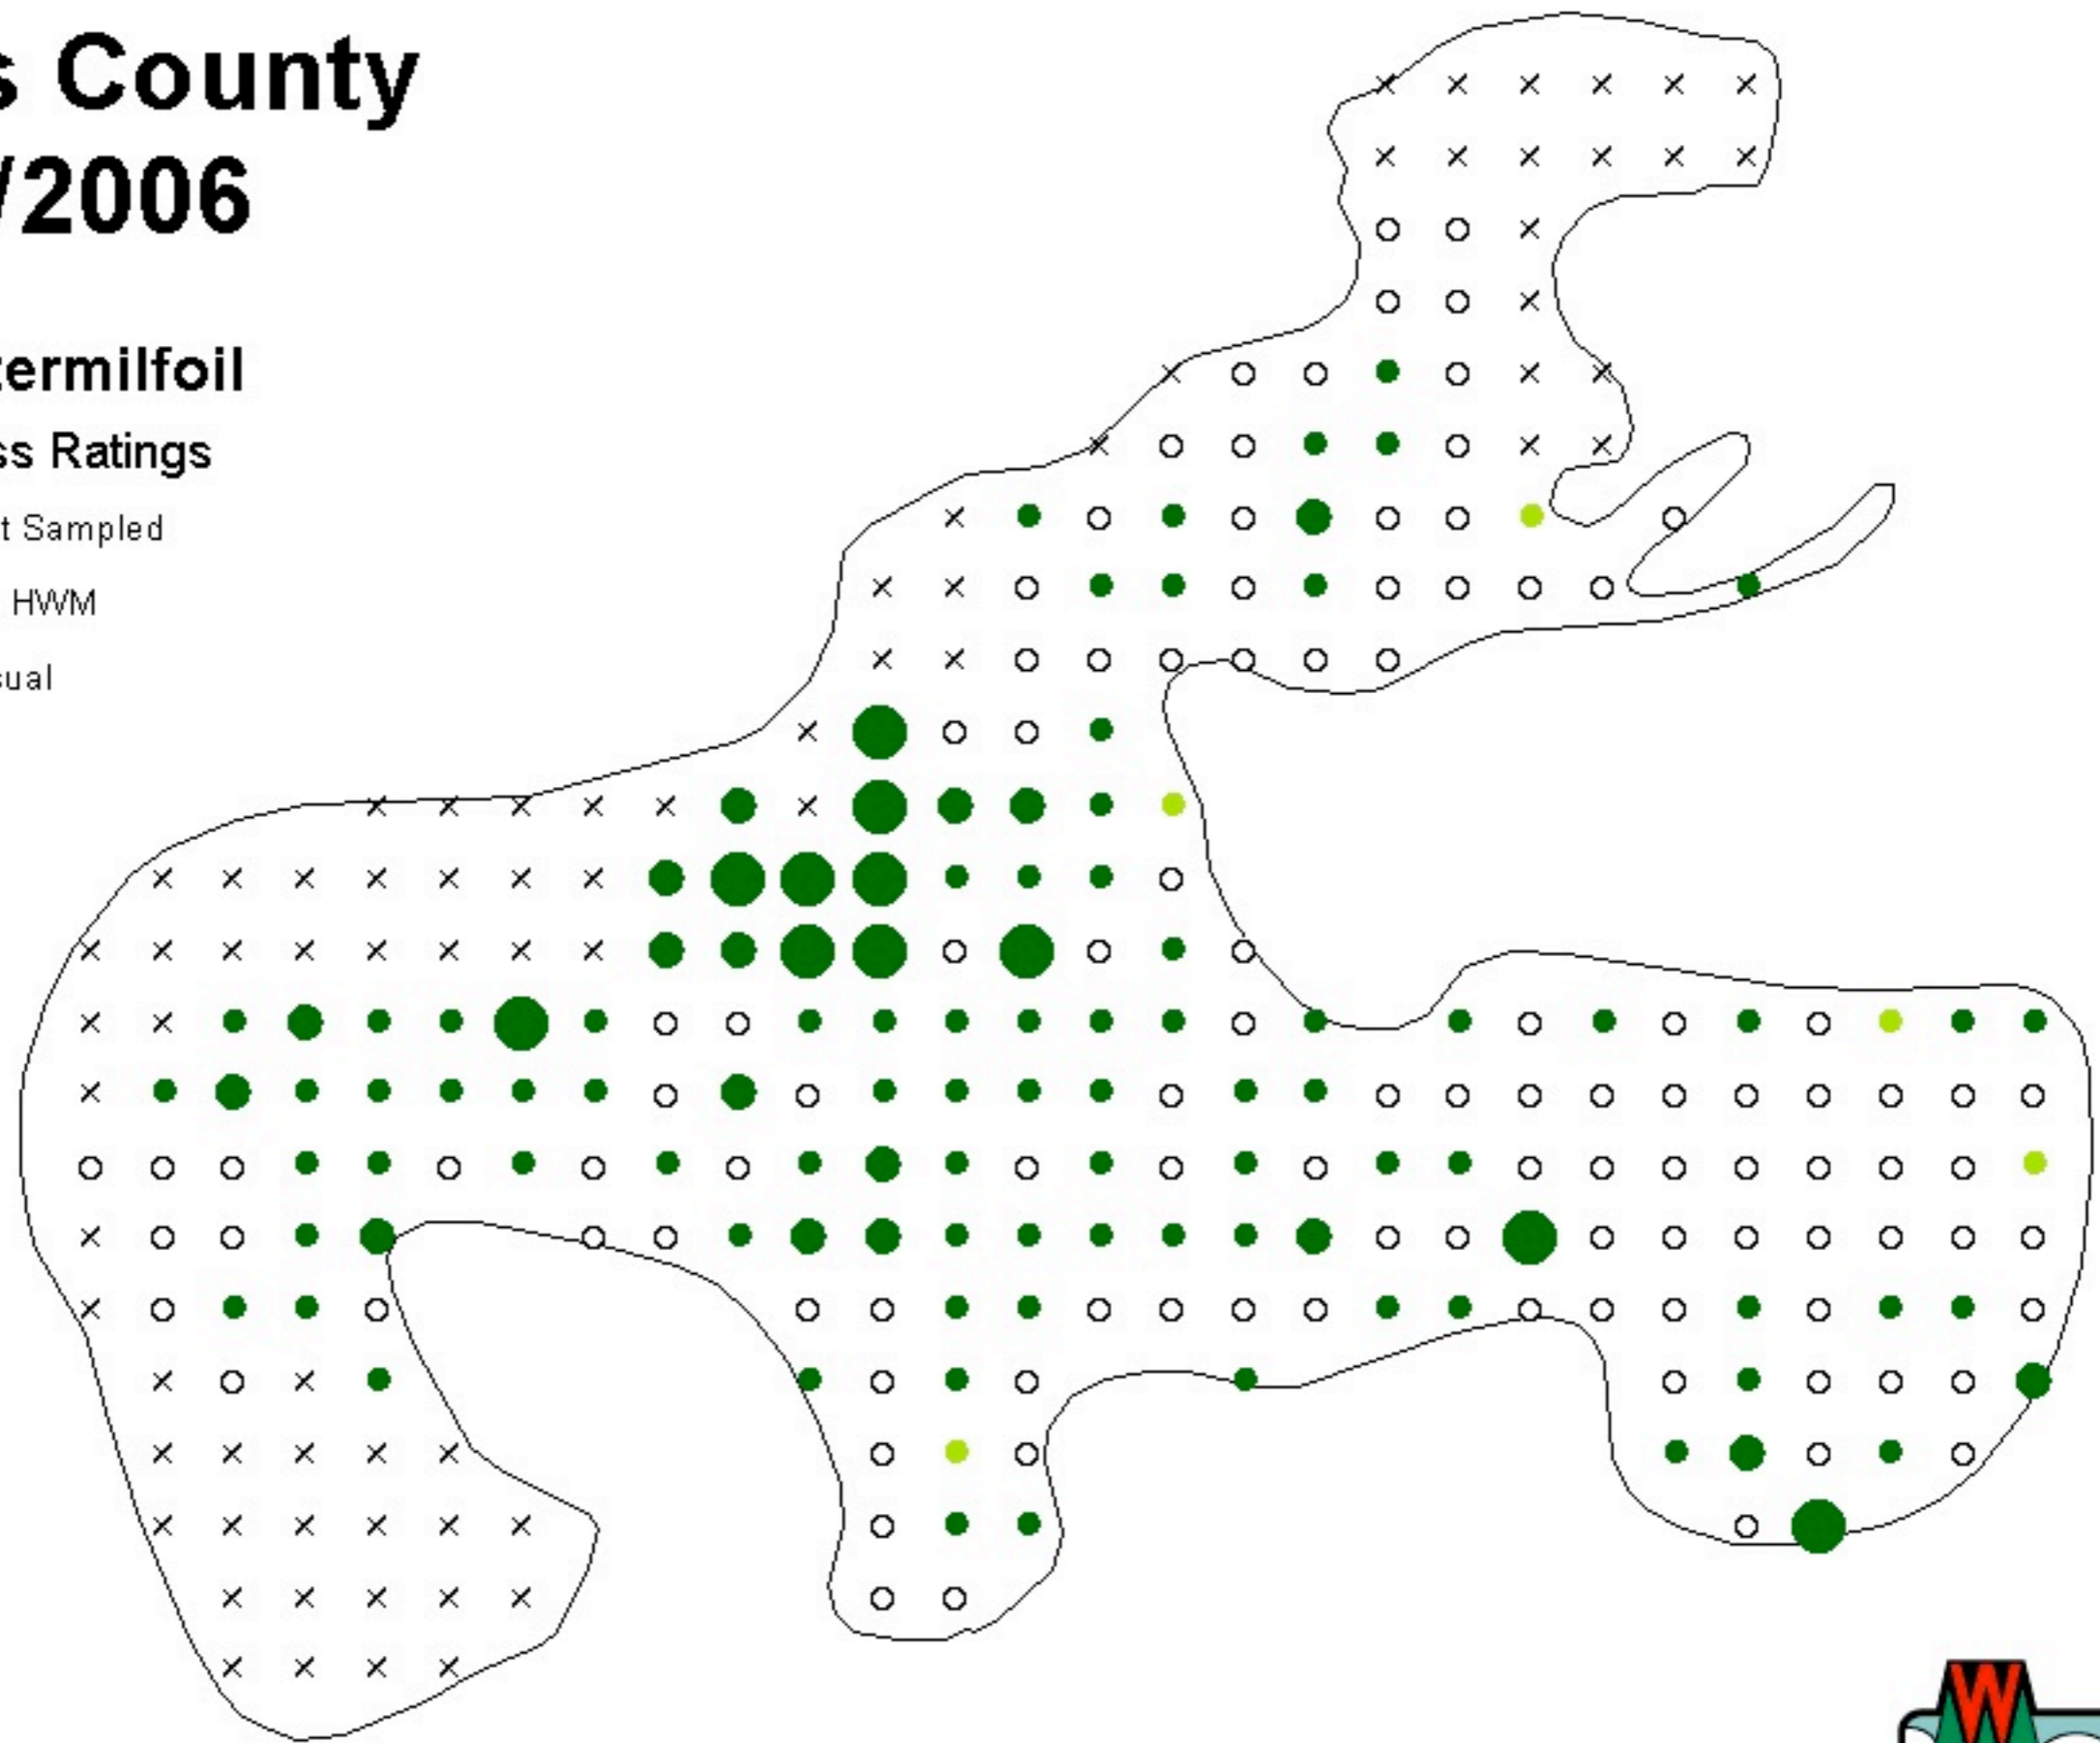 s County
/2006
termilfoil
ss Ratings
t Sampled
HWM
sual
W